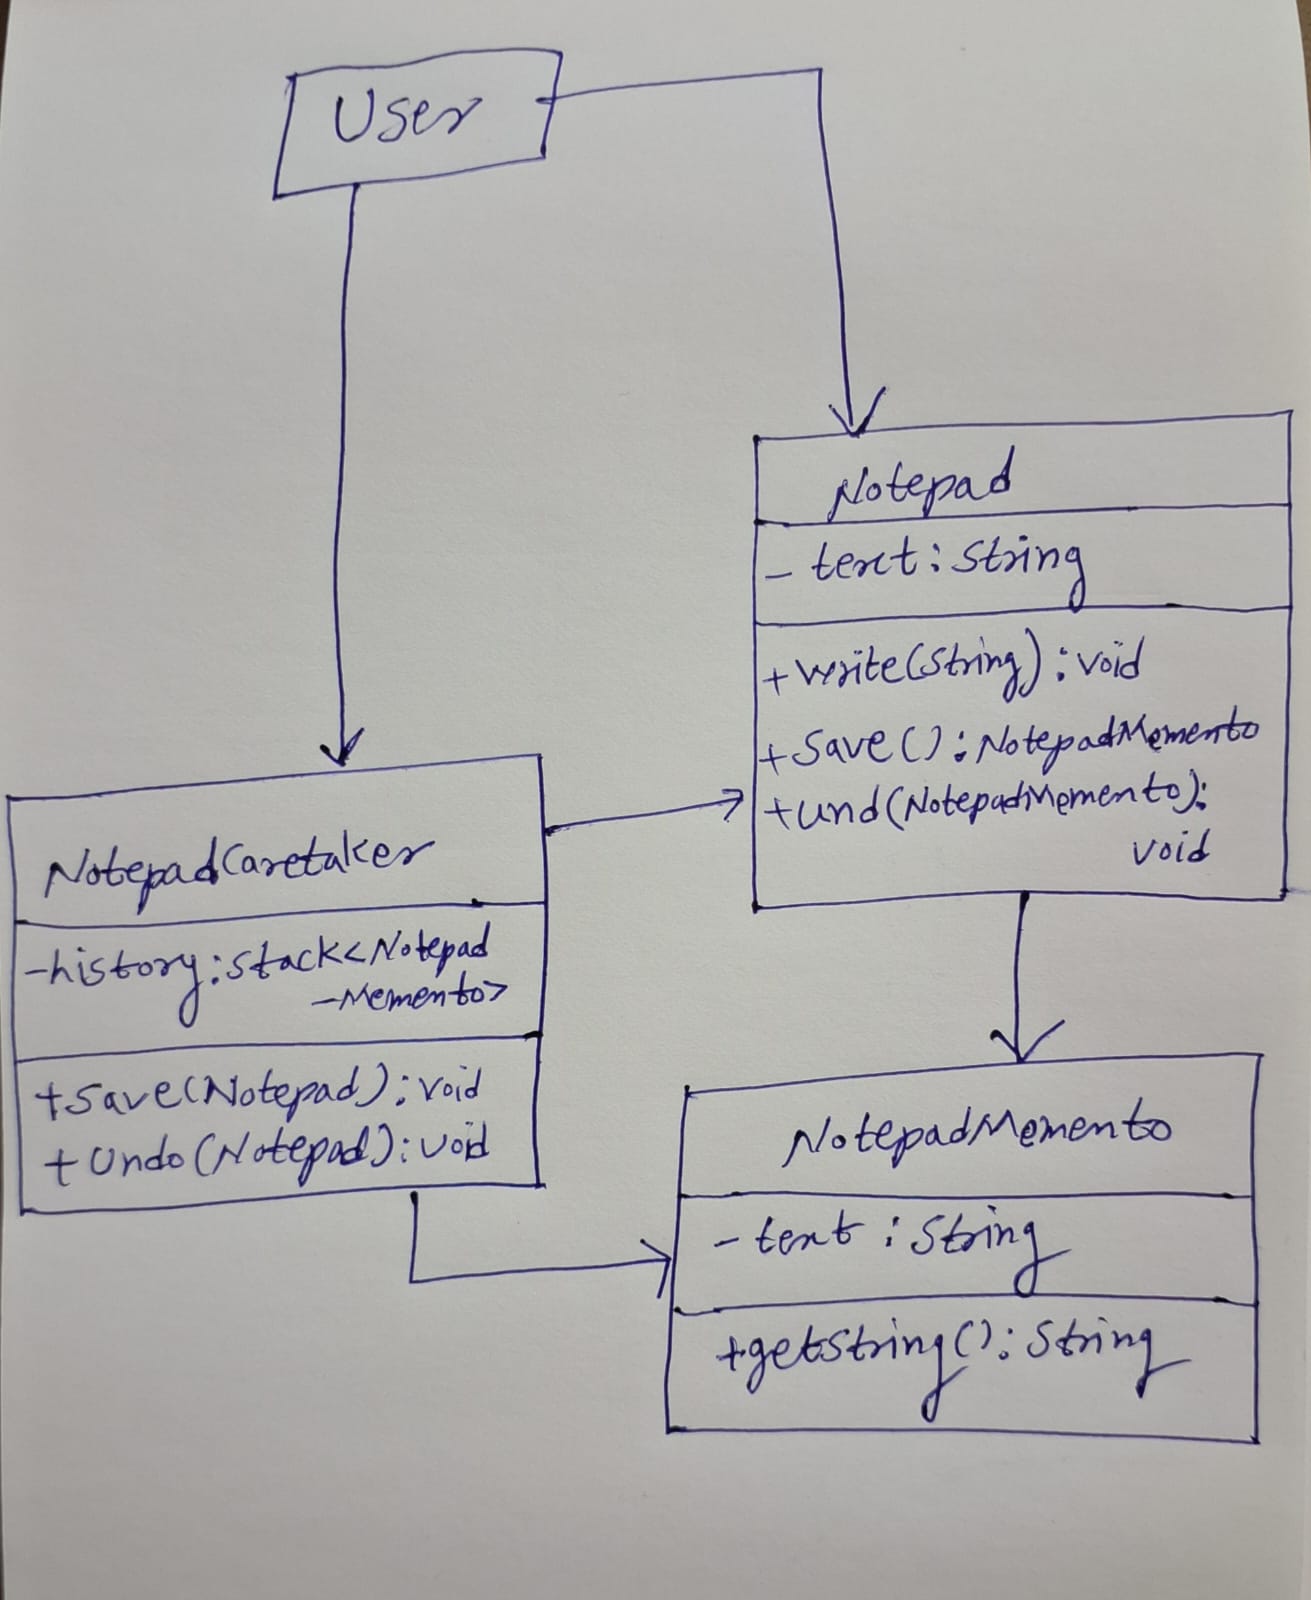 User
Notepad
- text: String
+write(String): void
+Save(): NotepadMemento
+und(NotepadMemento):
void
NotepadCaretaker
-history: stack<Notepad
-Memento>
+Save(Notepad): void
+Undo(Notepad): void
NotepadMemento
- text: String
+getString(): String